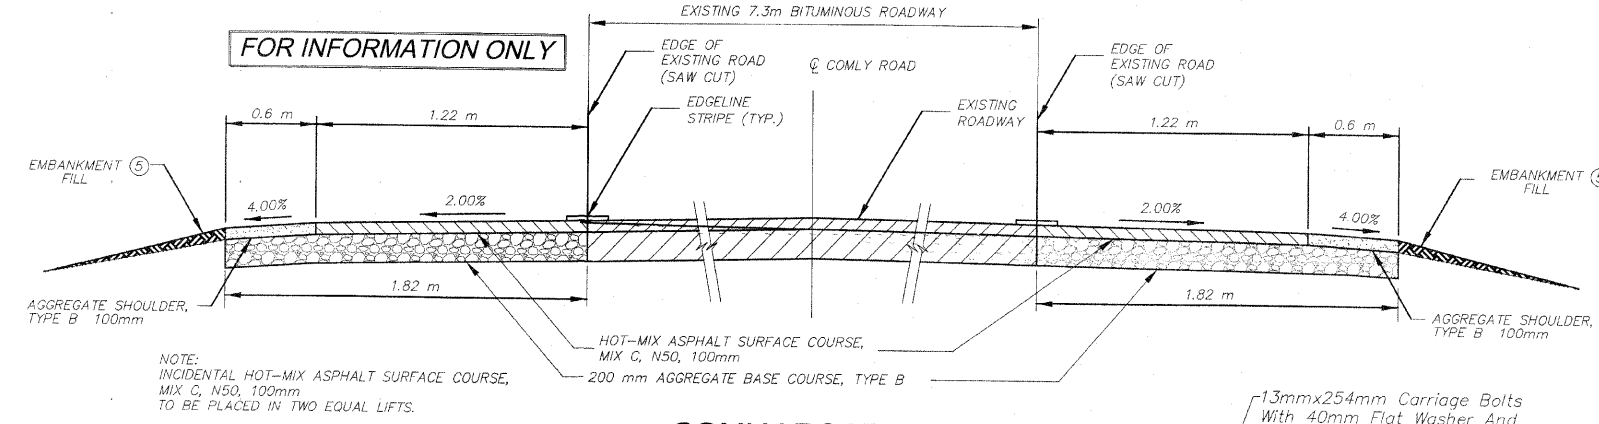 EXISTING 7.3m BITUMINOUS ROADWAY
FOR INFORMATION ONLY
EDGE OF
EXISTING ROAD
(SAW CUT)
℄ COMLY ROAD
EDGE OF
EXISTING ROAD
(SAW CUT)
0.6 m
1.22 m
EDGELINE
STRIPE (TYP.)
EXISTING
ROADWAY
1.22 m
0.6 m
EMBANKMENT 5
FILL
EMBANKMENT
FILL
4.00%
2.00%
2.00%
4.00%
1.82 m
1.82 m
AGGREGATE SHOULDER,
TYPE B 100mm
AGGREGATE SHOULDER,
TYPE B 100mm
HOT-MIX ASPHALT SURFACE COURSE,
MIX C, N50, 100mm
200 mm AGGREGATE BASE COURSE, TYPE B
NOTE:
INCIDENTAL HOT-MIX ASPHALT SURFACE COURSE,
MIX C, N50, 100mm
TO BE PLACED IN TWO EQUAL LIFTS.
13mmx254mm Carriage Bolts
With 40mm Flat Washer And